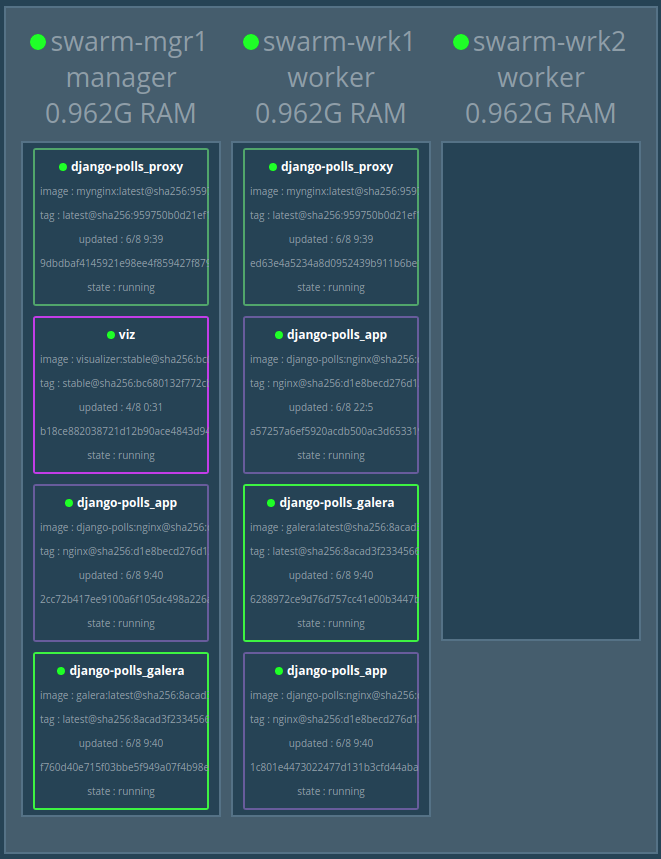 swarm-mgr1
manager
0.962G RAM
django-polls_proxy
image : mynginx:latest@sha256:959
tag : latest@sha256:959750b0d21ef
updated : 6/8 9:39
9dbdbaf4145921e98ee4f859427f87
state : running
viz
image : visualizer:stable@sha256:bc
tag : stable@sha256:bc680132f772c
updated : 4/8 0:31
b18ce882038721d12b90ace4843d94
state : running
django-polls_app
image : django-polls:nginx@sha256:
tag : nginx@sha256:d1e8becd276d1
updated : 6/8 9:40
2cc72b417ee9100a6f105dc498a226
state : running
django-polls_galera
image : galera:latest@sha256:8acad
tag : latest@sha256:8acad3f2334566
updated : 6/8 9:40
f760d40e715f03bbe5f949a07f4b98e
state : running
swarm-wrk1
worker
0.962G RAM
django-polls_proxy
image : mynginx:latest@sha256:959
tag : latest@sha256:959750b0d21ef
updated : 6/8 9:39
ed63e4a5234a8d0952439b911b6be
state : running
django-polls_app
image : django-polls:nginx@sha256:
tag : nginx@sha256:d1e8becd276d1
updated : 6/8 22:5
a57257a6ef5920acdb500ac3d65331
state : running
django-polls_galera
image : galera:latest@sha256:8acad
tag : latest@sha256:8acad3f2334566
updated : 6/8 9:40
6288972ce9d76d757cc41e00b3447b
state : running
django-polls_app
image : django-polls:nginx@sha256:
tag : nginx@sha256:d1e8becd276d1
updated : 6/8 9:40
1c801e4473022477d131b3cfd44aba
state : running
swarm-wrk2
worker
0.962G RAM